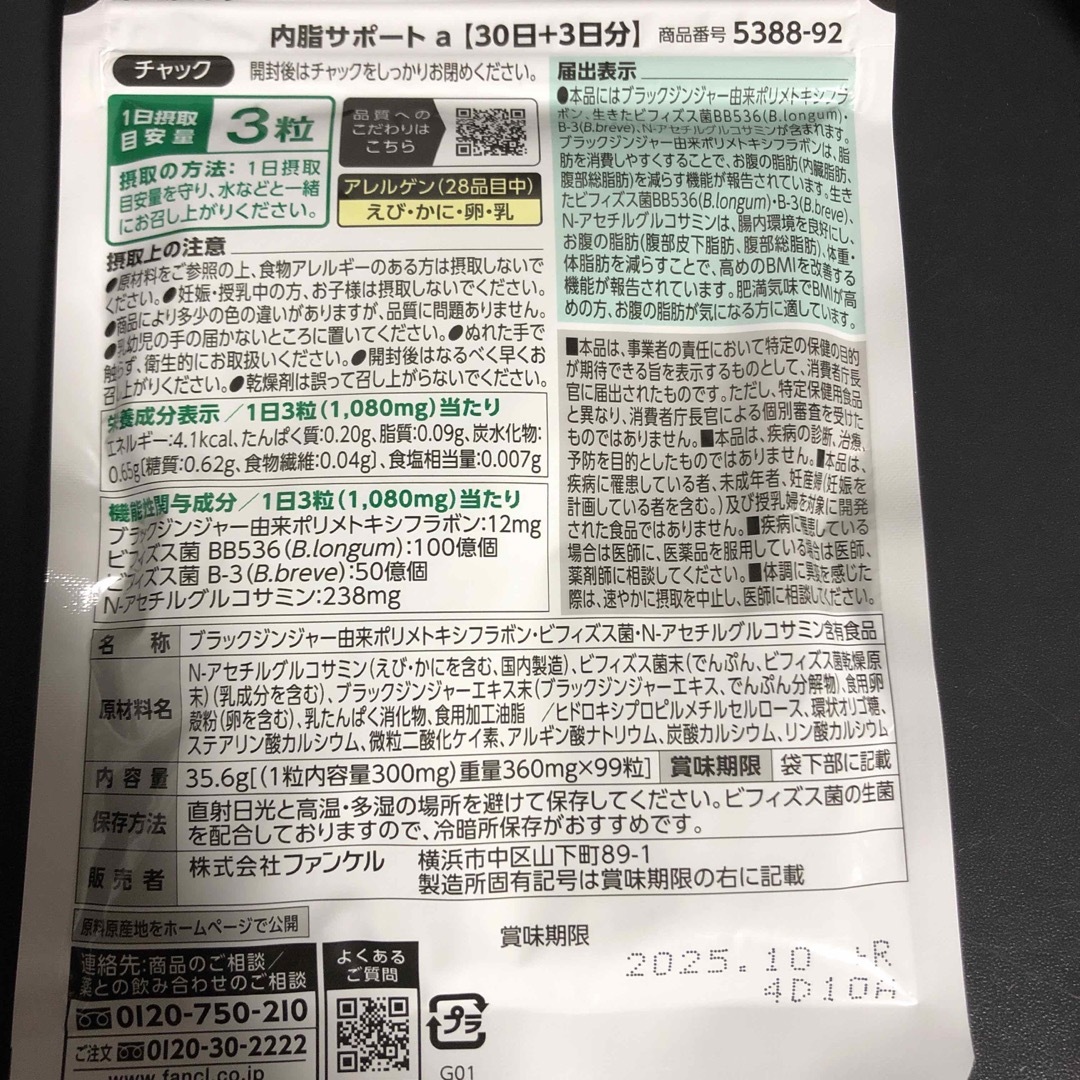 内脂サポート a【30日+3日分】 商品番号 5388-92
チャック 開封後はチャックをしっかりお閉めください。
1日摂取
目安量
3粒
摂取の方法：1日摂取
目安量を守り、水などと一緒
にお召し上がりください。
品質への
こだわりは
こちら
アレルゲン（28品目中）
えび・かに・卵・乳
摂取上の注意
●原材料をご参照の上、食物アレルギーのある方は摂取しないで
ください。●妊娠・授乳中の方、お子様は摂取しないでください。
●商品により多少の色の違いがありますが、品質に問題ありません。
●乳幼児の手の届かないところに置いてください。●ぬれた手で
触らず、衛生的にお取扱いください。●開封後はなるべく早くお
召し上がりください。●乾燥剤は誤って召し上がらないでください。
栄養成分表示／1日3粒(1,080mg)当たり
エネルギー:4.1kcal、たんぱく質:0.20g、脂質:0.09g、炭水化物:
0.65g〔糖質:0.62g、食物繊維:0.04g〕、食塩相当量:0.007g
機能性関与成分／1日3粒(1,080mg)当たり
ブラックジンジャー由来ポリメトキシフラボン:12mg
ビフィズス菌 BB536(B.longum):100億個
ビフィズス菌 B-3(B.breve):50億個
N-アセチルグルコサミン:238mg
届出表示
●本品にはブラックジンジャー由来ポリメトキシフラ
ボン、生きたビフィズス菌BB536(B.longum)・
B-3(B.breve)、N-アセチルグルコサミンが含まれます。
ブラックジンジャー由来ポリメトキシフラボンは、脂
肪を消費しやすくすることで、お腹の脂肪(内臓脂肪、
腹部総脂肪)を減らす機能が報告されています。生き
たビフィズス菌BB536(B.longum)・B-3(B.breve)、
N-アセチルグルコサミンは、腸内環境を良好にし、
お腹の脂肪(腹部皮下脂肪、腹部総脂肪)、体重・
体脂肪を減らすことで、高めのBMIを改善する
機能が報告されています。肥満気味でBMIが高
めの方、お腹の脂肪が気になる方に適しています。
■本品は、事業者の責任において特定の保健の目的
が期待できる旨を表示するものとして、消費者庁長
官に届出されたものです。ただし、特定保健用食品
と異なり、消費者庁長官による個別審査を受けた
ものではありません。■本品は、疾病の診断、治療、
予防を目的としたものではありません。■本品は、
疾病に罹患している者、未成年者、妊産婦(妊娠を
計画している者を含む。)及び授乳婦を対象に開発
された食品ではありません。■疾病に罹患している
場合は医師に、医薬品を服用している場合は医師、
薬剤師に相談してください。■体調に異変を感じた
際は、速やかに摂取を中止し、医師に相談してください。
名称 ブラックジンジャー由来ポリメトキシフラボン・ビフィズス菌・N-アセチルグルコサミン含有食品
原材料名 N-アセチルグルコサミン(えび・かにを含む、国内製造)、ビフィズス菌末(でんぷん、ビフィズス菌乾燥原
末)(乳成分を含む)、ブラックジンジャーエキス末(ブラックジンジャーエキス、でんぷん分解物)、食用卵
殻粉(卵を含む)、乳たんぱく消化物、食用加工油脂 ／ヒドロキシプロピルメチルセルロース、環状オリゴ糖、
ステアリン酸カルシウム、微粒二酸化ケイ素、アルギン酸ナトリウム、炭酸カルシウム、リン酸カルシウム
内容量 35.6g[(1粒内容量300mg)重量360mg×99粒] 賞味期限 袋下部に記載
保存方法 直射日光と高温・多湿の場所を避けて保存してください。ビフィズス菌の生菌
を配合しておりますので、冷暗所保存がおすすめです。
販売者 株式会社ファンケル 横浜市中区山下町89-1
製造所固有記号は賞味期限の右に記載
原料原産地をホームページで公開
連絡先:商品のご相談／
薬との飲み合わせのご相談
0120-750-210
ご注文 0120-30-2222
www.fancl.co.jp
よくある
ご質問
プラ
G01
賞味期限
2025.10 LR
4D10A